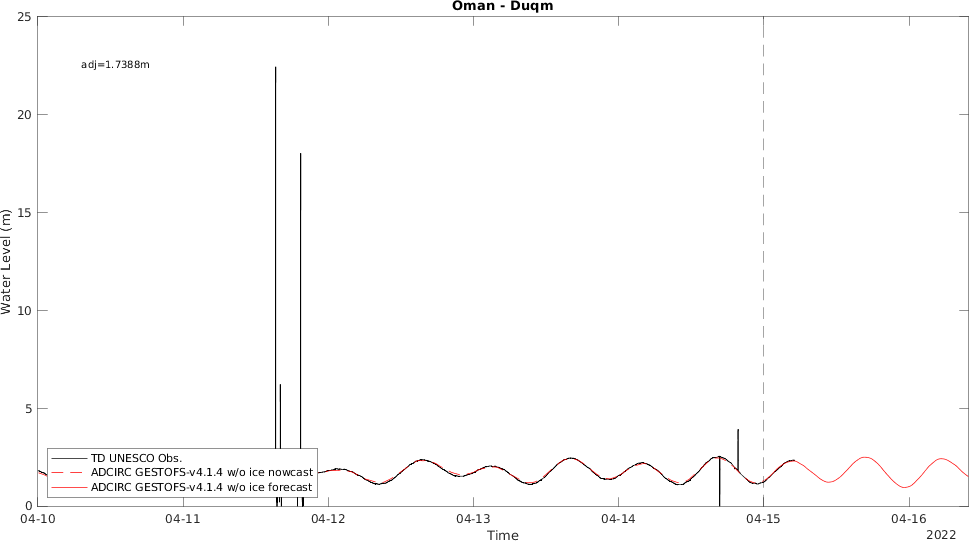 Oman - Duqm
25
adj=1.7388m
20
15
Water Level (m)
10
5
TD UNESCO Obs.
ADCIRC GESTOFS-v4.1.4 w/o ice nowcast
ADCIRC GESTOFS-v4.1.4 w/o ice forecast
0
04-10 04-11 04-12 04-13 04-14 04-15 04-16
Time
2022